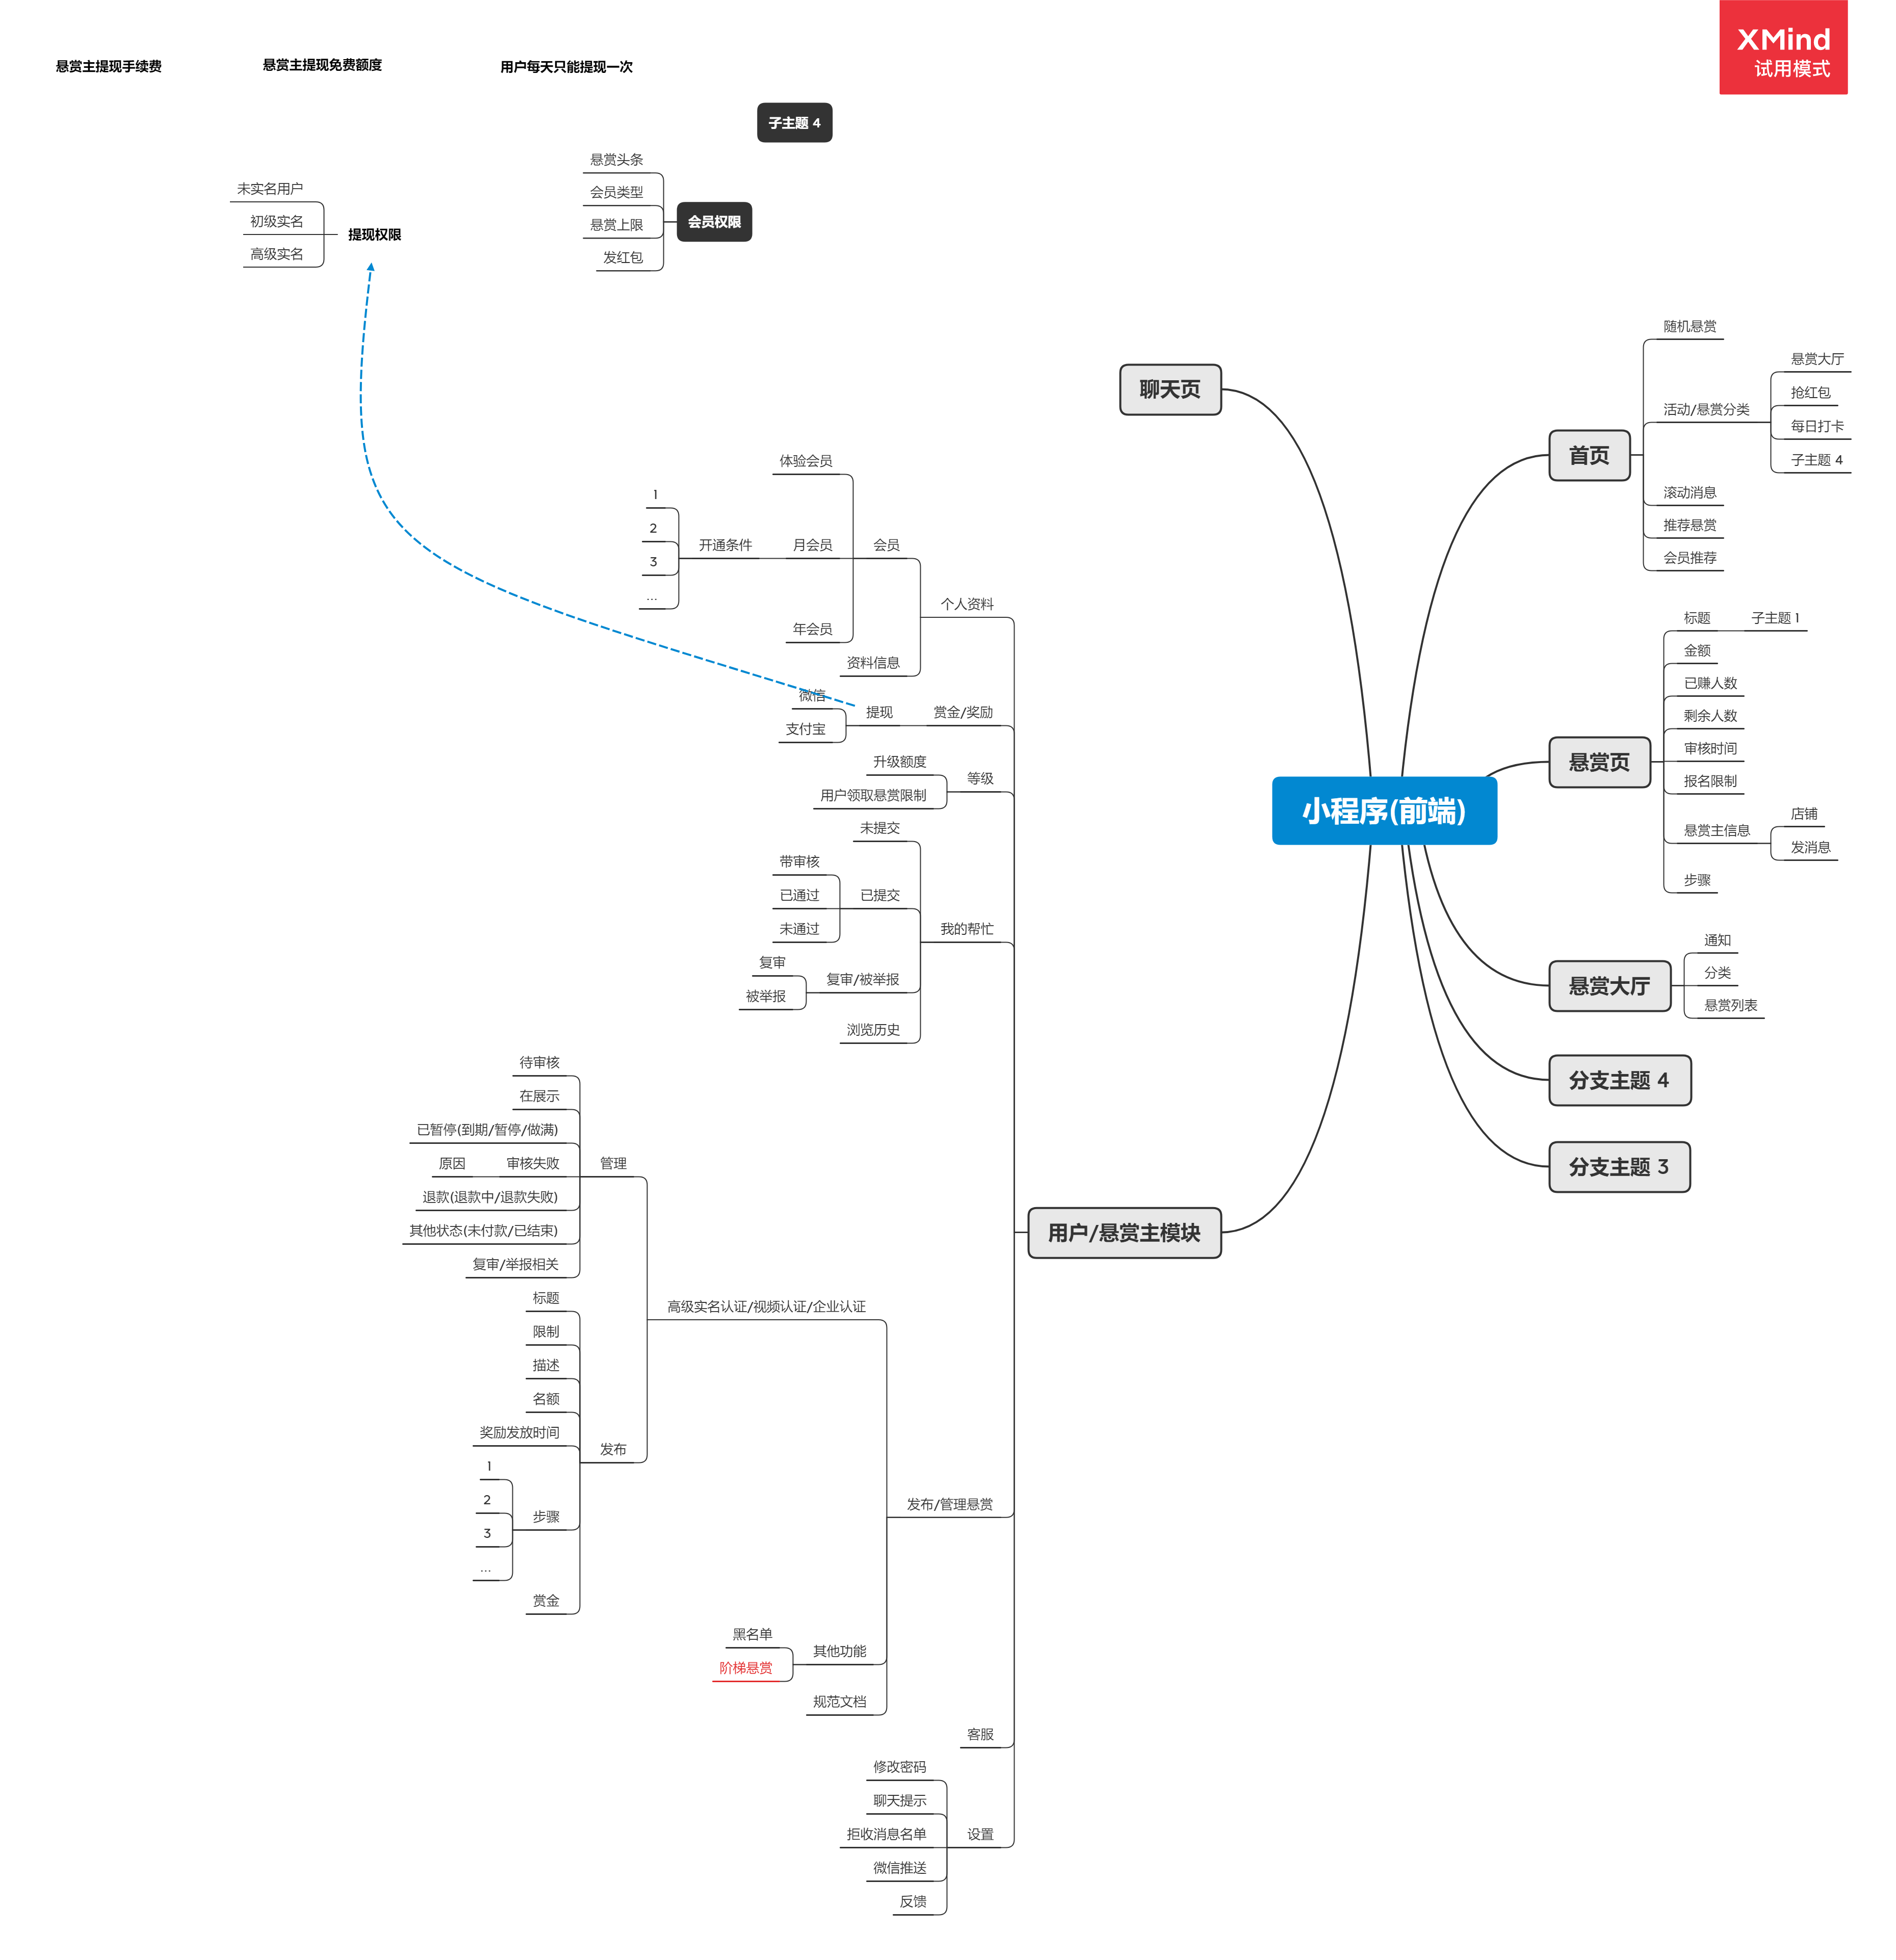 XMind
试用模式
悬赏主提现手续费
悬赏主提现免费额度
用户每天只能提现一次
子主题 4
悬赏头条
会员类型
悬赏上限
发红包
会员权限
未实名用户
初级实名
高级实名
提现权限
小程序(前端)
首页
随机悬赏
活动/悬赏分类
悬赏大厅
抢红包
每日打卡
子主题 4
滚动消息
推荐悬赏
会员推荐
悬赏页
标题
子主题 1
金额
已赚人数
剩余人数
审核时间
报名限制
悬赏主信息
店铺
发消息
步骤
悬赏大厅
通知
分类
悬赏列表
分支主题 4
分支主题 3
聊天页
用户/悬赏主模块
个人资料
会员
体验会员
月会员
开通条件
1
2
3
...
年会员
资料信息
赏金/奖励
提现
微信
支付宝
等级
升级额度
用户领取悬赏限制
我的帮忙
未提交
已提交
带审核
已通过
未通过
复审/被举报
复审
被举报
浏览历史
发布/管理悬赏
高级实名认证/视频认证/企业认证
管理
待审核
在展示
已暂停(到期/暂停/做满)
审核失败
原因
退款(退款中/退款失败)
其他状态(未付款/已结束)
复审/举报相关
发布
标题
限制
描述
名额
奖励发放时间
步骤
1
2
3
...
赏金
其他功能
黑名单
阶梯悬赏
规范文档
客服
设置
修改密码
聊天提示
拒收消息名单
微信推送
反馈